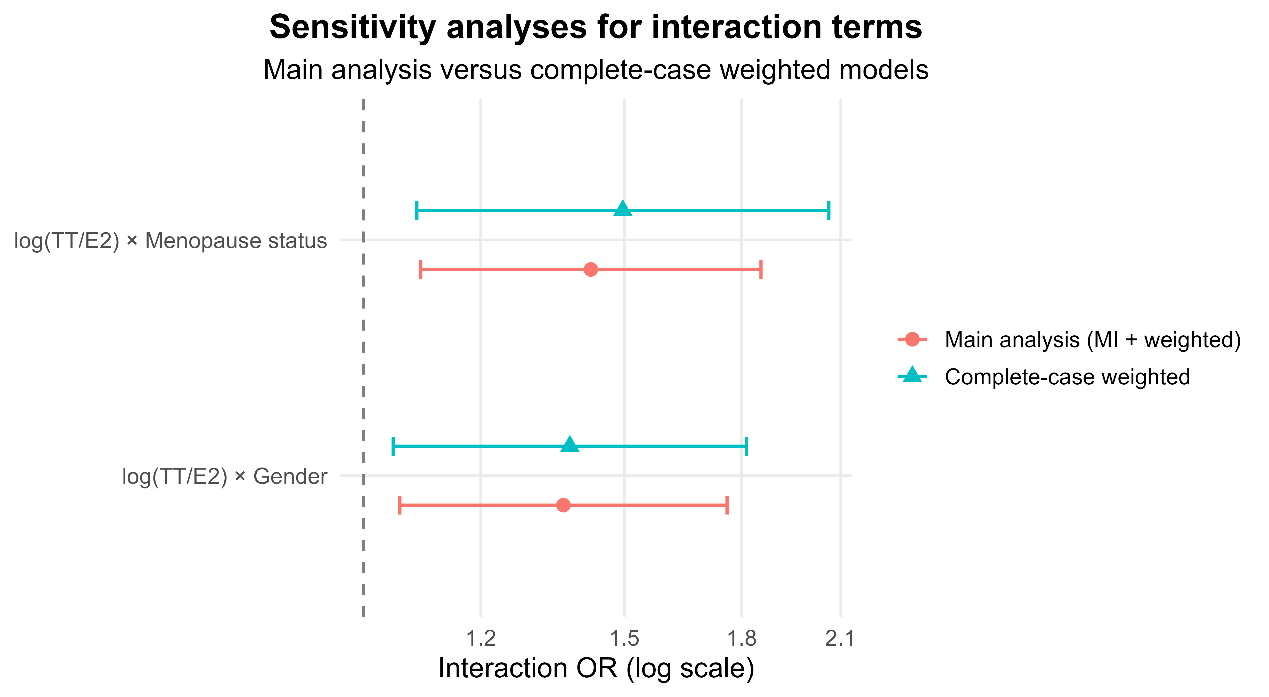 Sensitivity analyses for interaction terms
Main analysis versus complete-case weighted models
log(TT/E2) × Menopause status
log(TT/E2) × Gender
Main analysis (MI + weighted)
Complete-case weighted
1.2 1.5 1.8 2.1
Interaction OR (log scale)